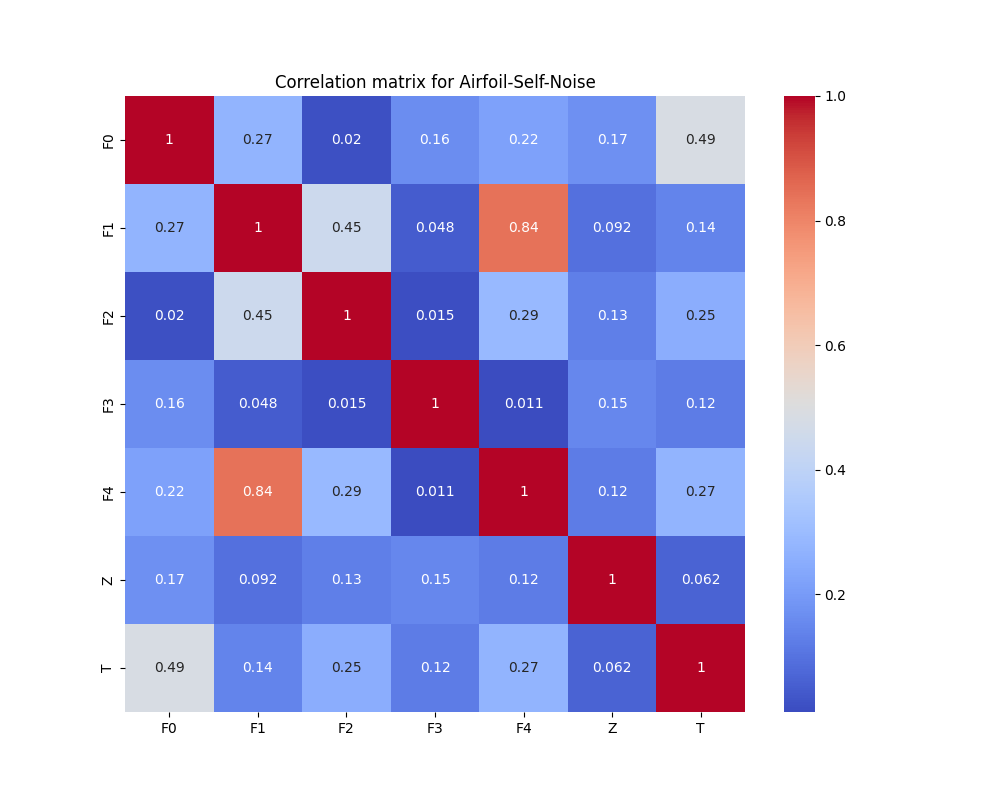 Correlation matrix for Airfoil-Self-Noise
F0 1 0.27 0.02 0.16 0.22 0.17 0.49
F1 0.27 1 0.45 0.048 0.84 0.092 0.14
F2 0.02 0.45 1 0.015 0.29 0.13 0.25
F3 0.16 0.048 0.015 1 0.011 0.15 0.12
F4 0.22 0.84 0.29 0.011 1 0.12 0.27
Z 0.17 0.092 0.13 0.15 0.12 1 0.062
T 0.49 0.14 0.25 0.12 0.27 0.062 1
F0 F1 F2 F3 F4 Z T
1.0
0.8
0.6
0.4
0.2